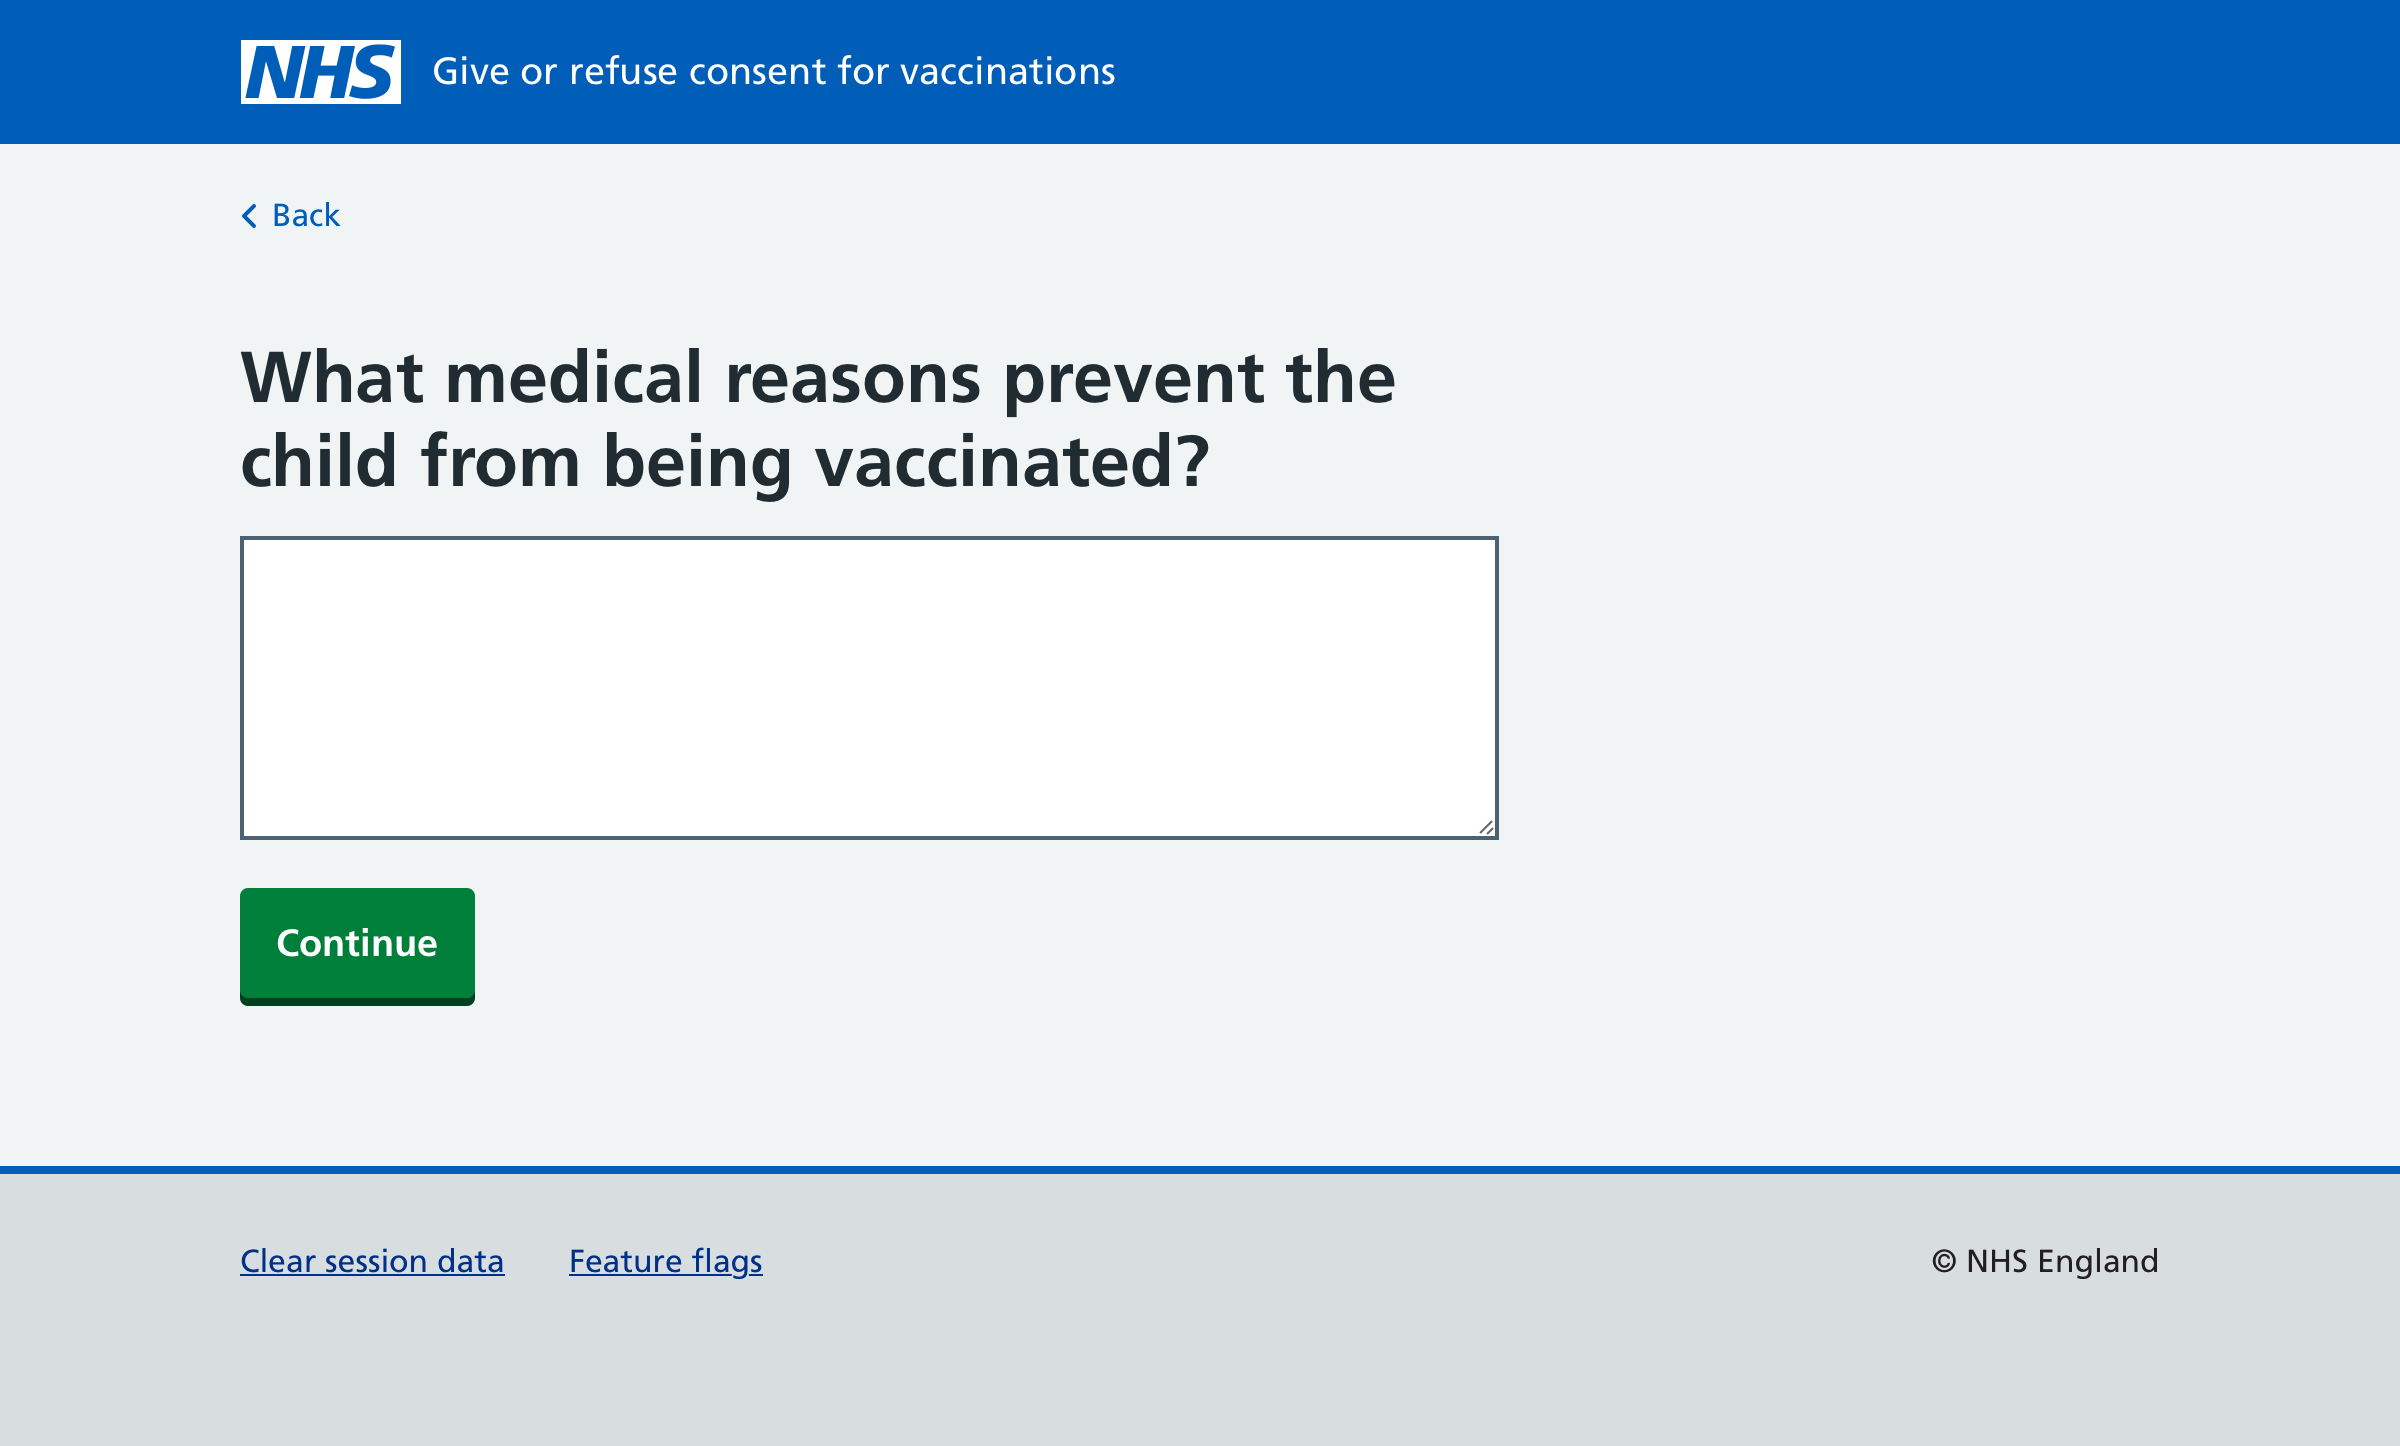 NHS Give or refuse consent for vaccinations
Back
What medical reasons prevent the
child from being vaccinated?
Continue
Clear session data Feature flags © NHS England